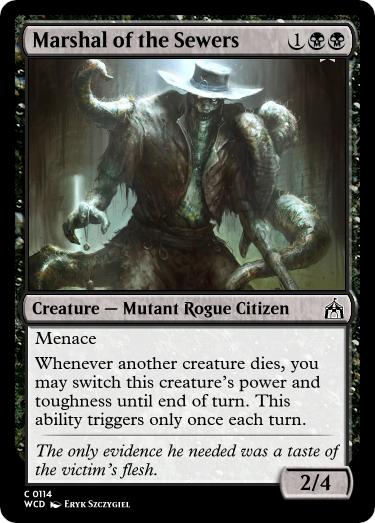 Marshal of the Sewers 1
Creature — Mutant Rogue Citizen
Menace
Whenever another creature dies, you
may switch this creature's power and
toughness until end of turn. This
ability triggers only once each turn.
The only evidence he needed was a taste of
the victim's flesh.
2/4
C 0114
WCD Eryk Szczygiel